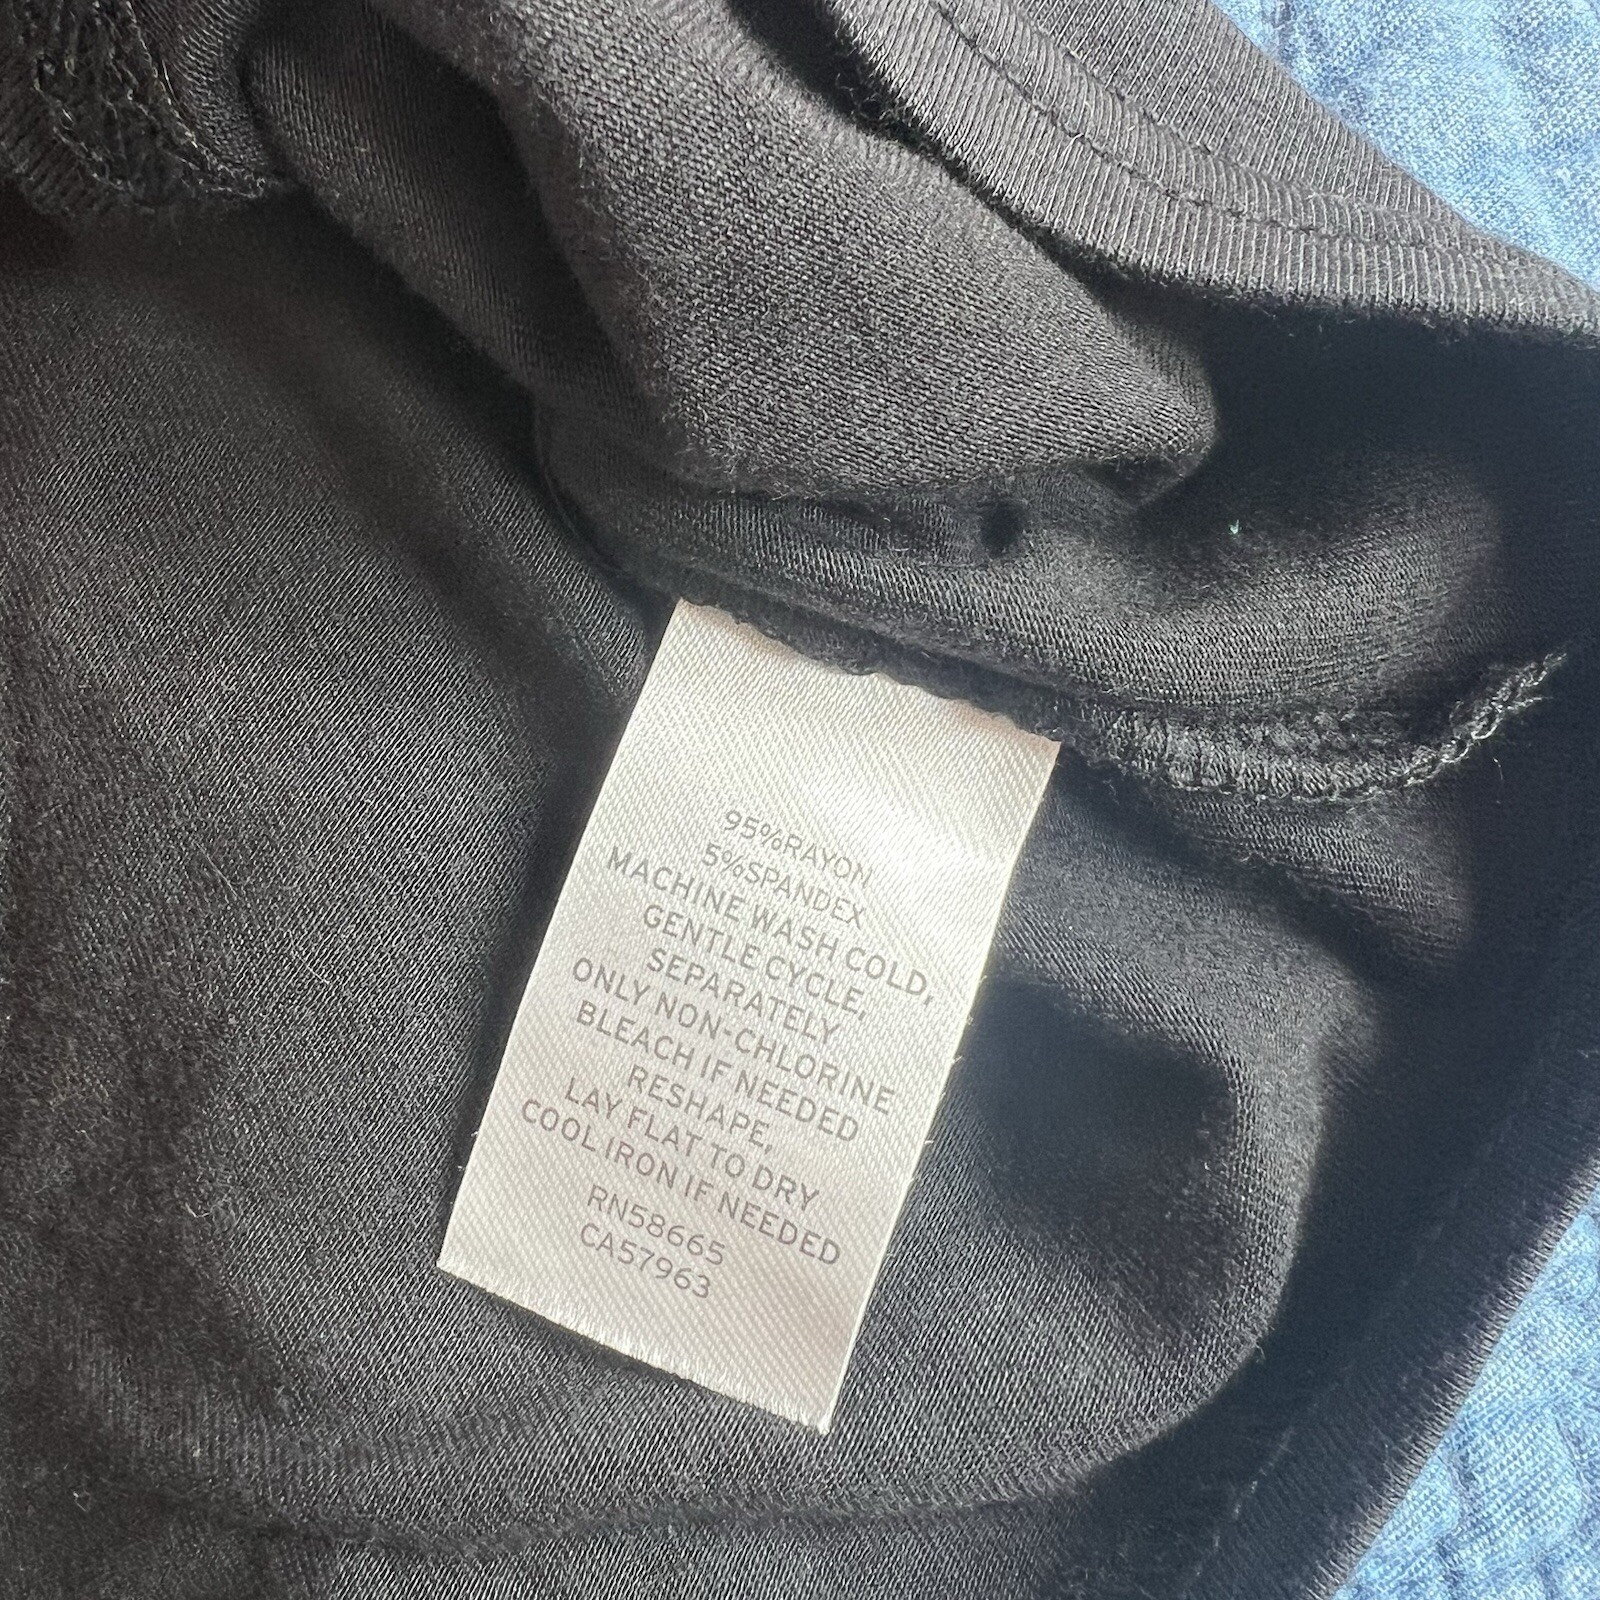 95%RAYON
5%SPANDEX
MACHINE WASH COLD,
GENTLE CYCLE,
SEPARATELY
ONLY NON-CHLORINE
BLEACH IF NEEDED
RESHAPE,
LAY FLAT TO DRY
COOL IRON IF NEEDED
RN58665
CA57963